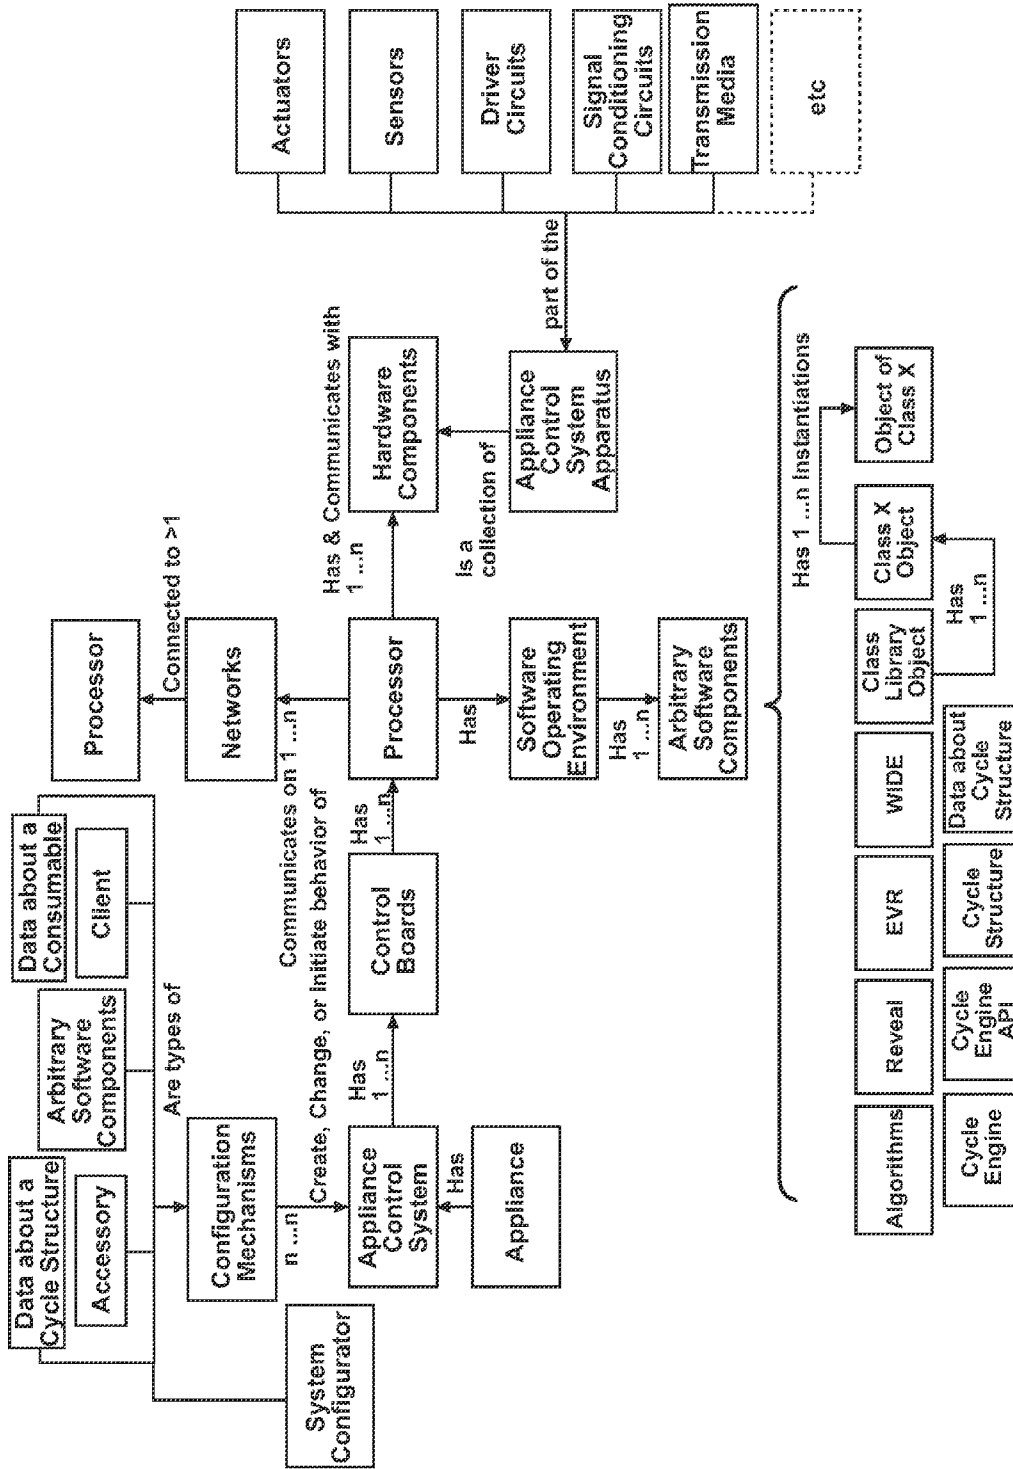 Data about a
Cycle Structure
Accessory
Arbitrary
Software
Components
Data about a
Consumable
Client
Are types of
System
Configurator
Configuration
Mechanisms
n ...n
Create, Change, or Initiate behavior of
Communicates on 1 ...n
Networks
Connected to >1
Processor
Appliance
Control
System
Has
1 ...n
Control
Boards
Has
1 ...n
Processor
Has & Communicates with
1 ...n
Hardware
Components
Has
Appliance
Has
Software
Operating
Environment
Has
1 ...n
Arbitrary
Software
Components
Is a
collection of
Appliance
Control
System
Apparatus
part of the
Actuators
Sensors
Driver
Circuits
Signal
Conditioning
Circuits
Transmission
Media
etc
Has 1 ...n Instantiations
Algorithms
Reveal
EVR
WIDE
Class
Library
Object
Class X
Object
Object of
Class X
Has
1 ...n
Cycle
Engine
Cycle
Engine
API
Cycle
Structure
Data about
Cycle
Structure